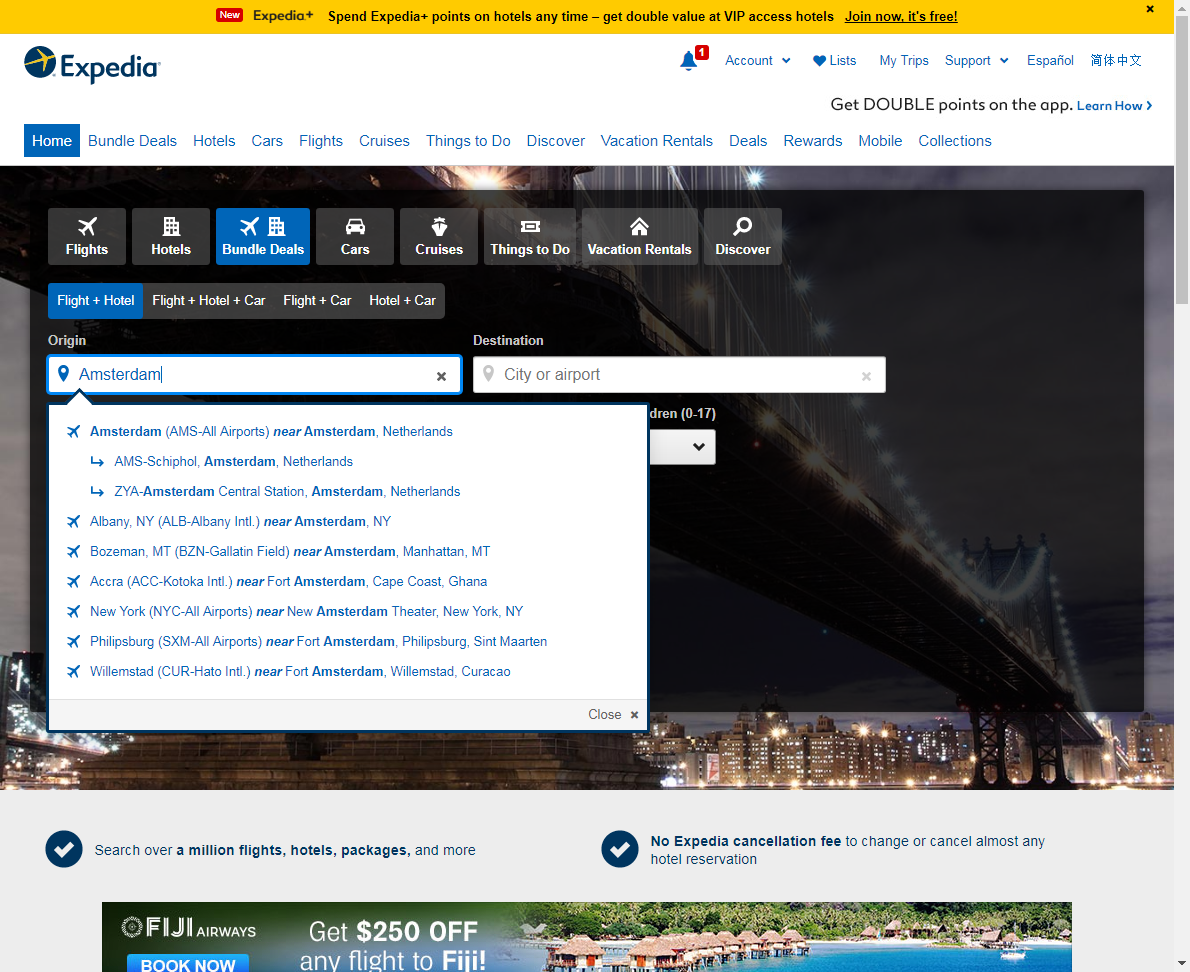 New Expedia+ Spend Expedia+ points on hotels any time – get double value at VIP access hotels Join now, it's free!
Expedia
1 Account Lists My Trips Support Español 简体中文
Get DOUBLE points on the app. Learn How
Home Bundle Deals Hotels Cars Flights Cruises Things to Do Discover Vacation Rentals Deals Rewards Mobile Collections
Flights Hotels Bundle Deals Cars Cruises Things to Do Vacation Rentals Discover
Flight + Hotel Flight + Hotel + Car Flight + Car Hotel + Car
Origin Destination
Amsterdam City or airport
dren (0-17)
Amsterdam (AMS-All Airports) near Amsterdam, Netherlands
AMS-Schiphol, Amsterdam, Netherlands
ZYA-Amsterdam Central Station, Amsterdam, Netherlands
Albany, NY (ALB-Albany Intl.) near Amsterdam, NY
Bozeman, MT (BZN-Gallatin Field) near Amsterdam, Manhattan, MT
Accra (ACC-Kotoka Intl.) near Fort Amsterdam, Cape Coast, Ghana
New York (NYC-All Airports) near New Amsterdam Theater, New York, NY
Philipsburg (SXM-All Airports) near Fort Amsterdam, Philipsburg, Sint Maarten
Willemstad (CUR-Hato Intl.) near Fort Amsterdam, Willemstad, Curacao
Close
Search over a million flights, hotels, packages, and more
No Expedia cancellation fee to change or cancel almost any
hotel reservation
FIJI AIRWAYS
BOOK NOW
Get $250 OFF
any flight to Fiji!